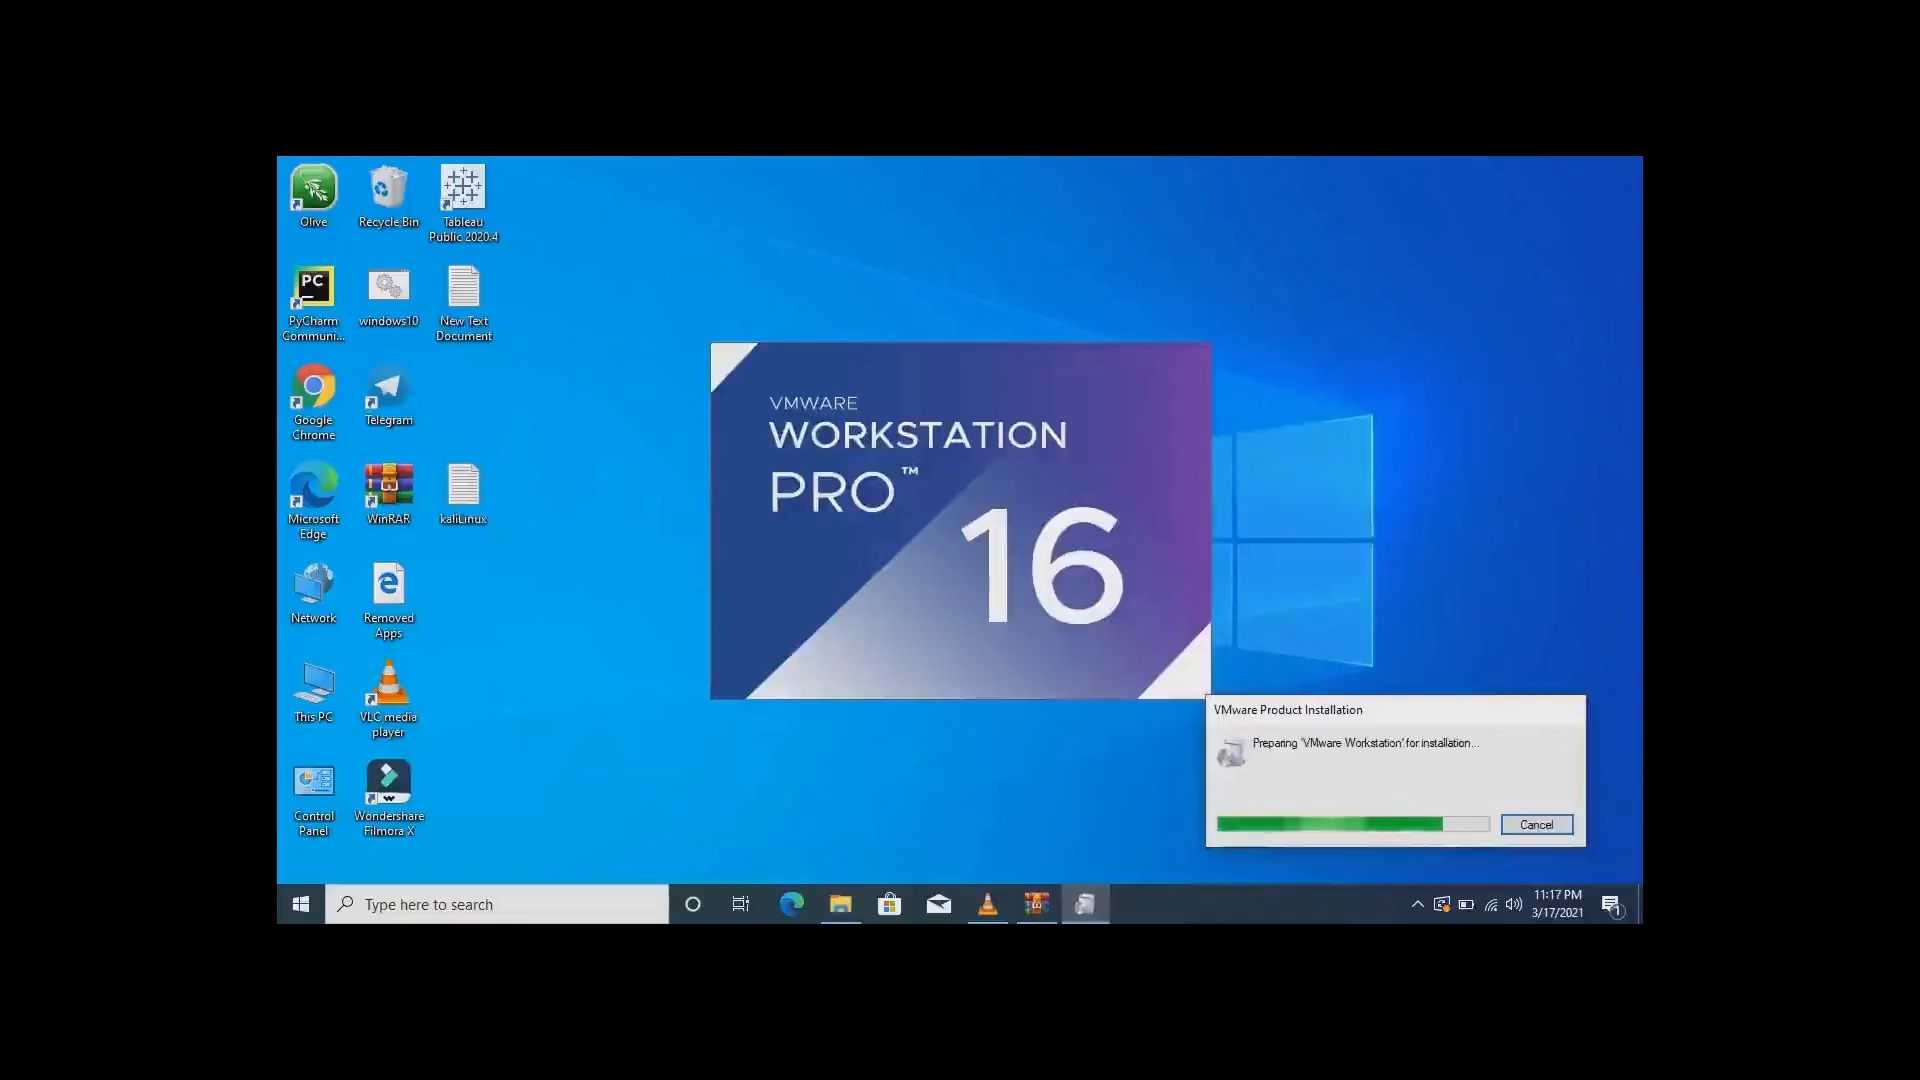 Olive
Recycle Bin
Tableau
Public 2020.4
PC
PyCharm
Communi...
windows10
New Text
Document
Google
Chrome
Telegram
Microsoft
Edge
WinRAR
kaliLinux
Network
Removed
Apps
This PC
VLC media
player
Control
Panel
Wondershare
Filmora X
VMWARE
WORKSTATION
PRO™
16
VMware Product Installation
Preparing 'VMware Workstation' for installation...
Cancel
Type here to search
11:17 PM
3/17/2021
1